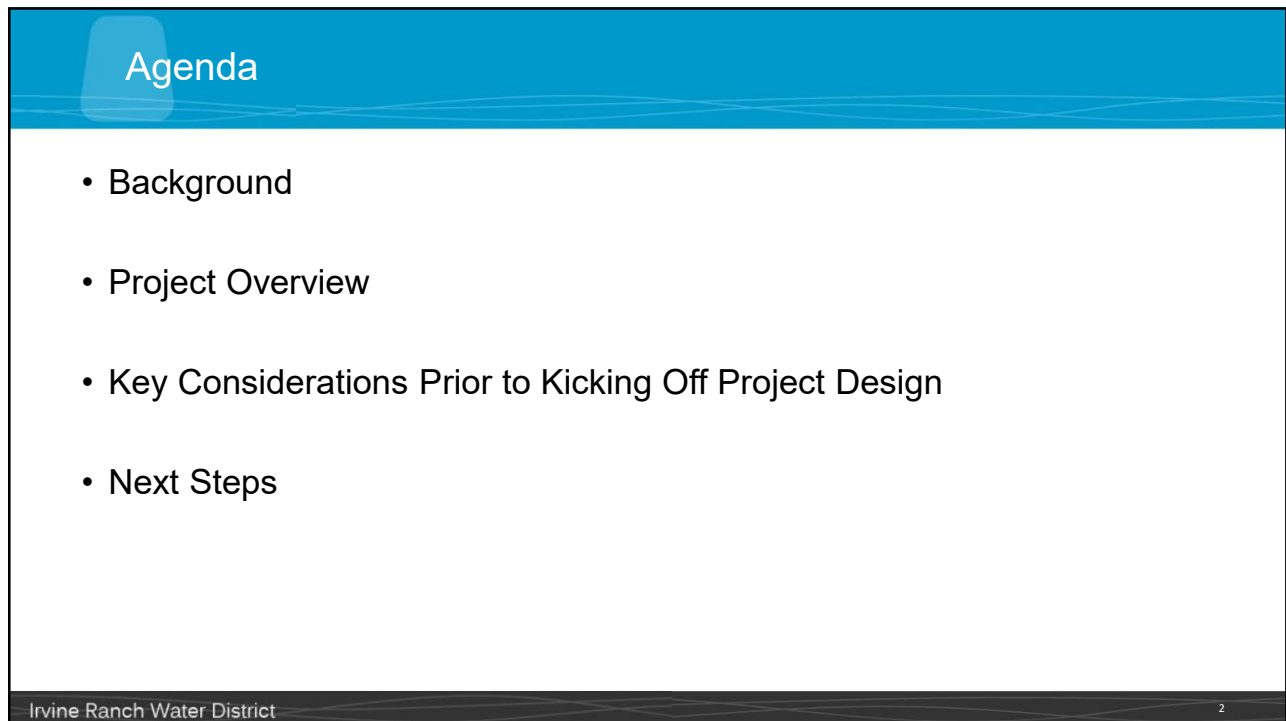 Agenda
• Background
• Project Overview
• Key Considerations Prior to Kicking Off Project Design
• Next Steps
Irvine Ranch Water District
2